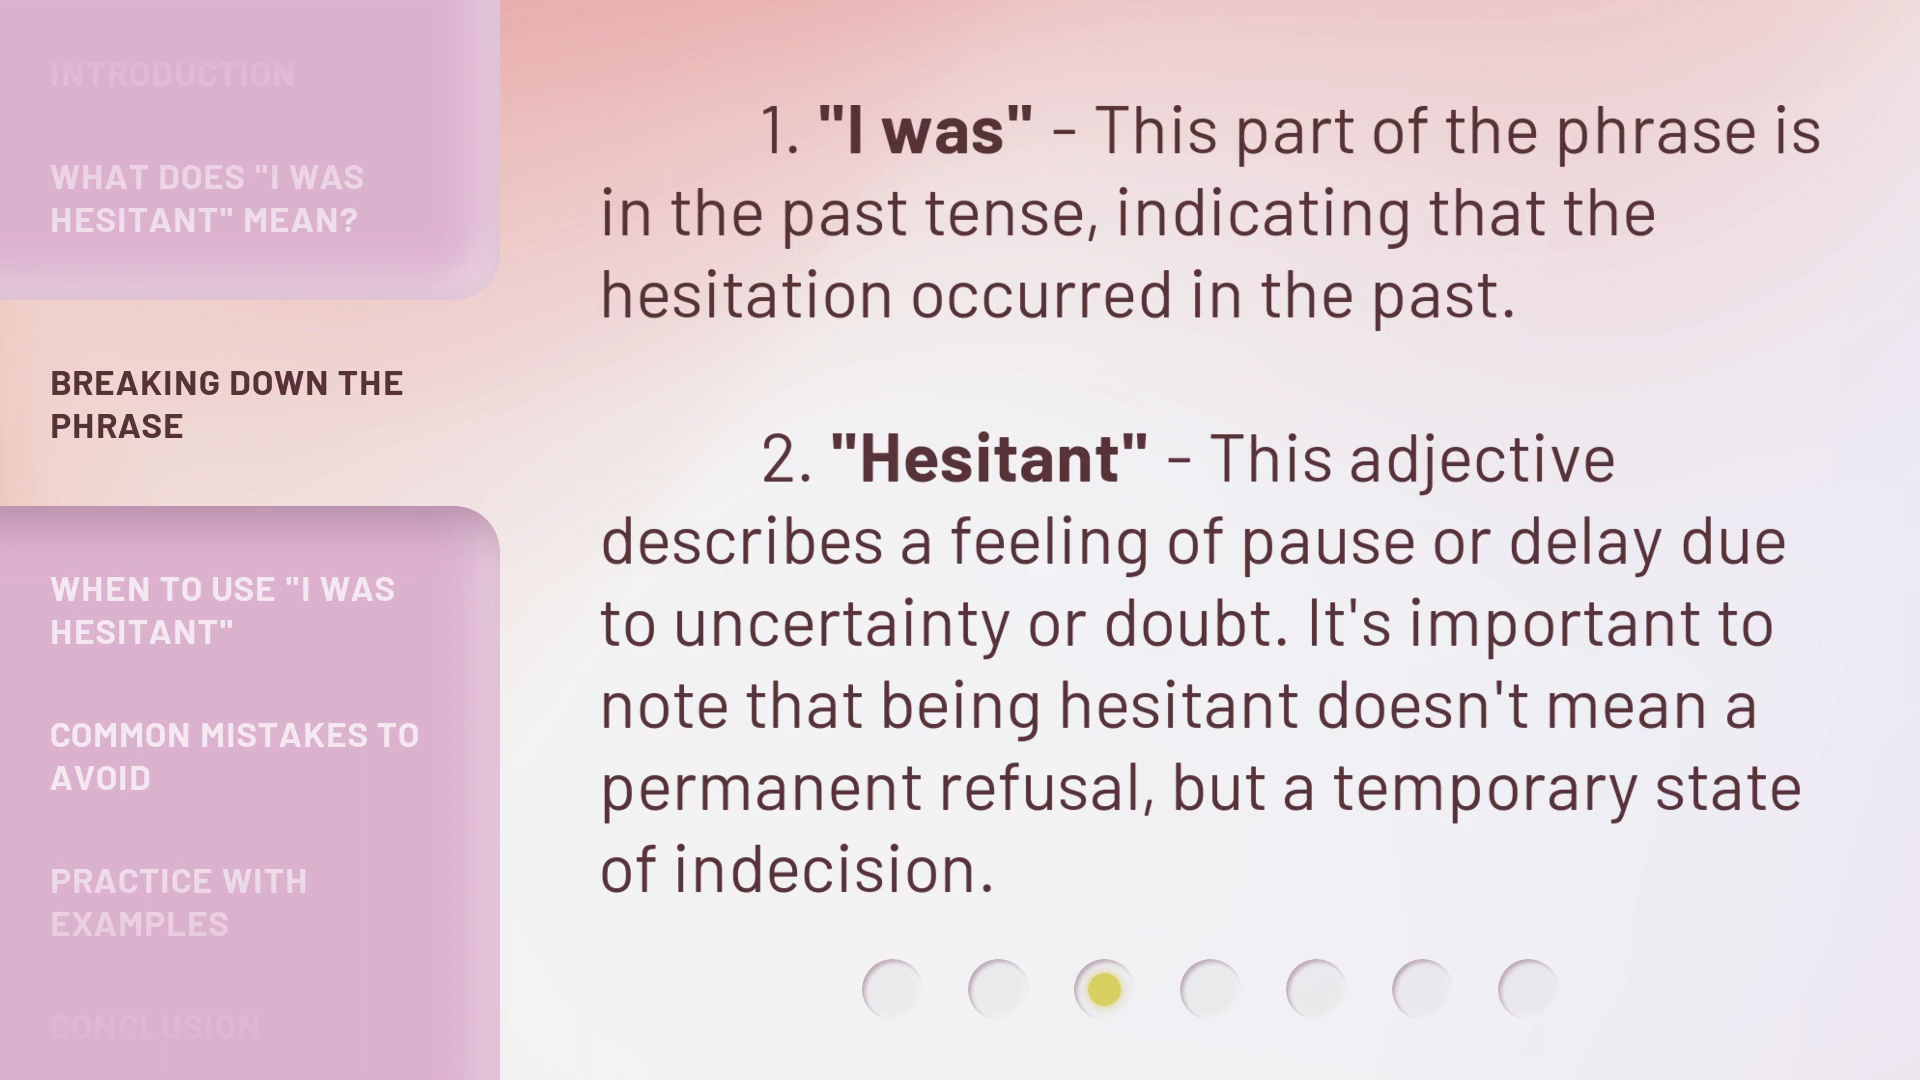 INTRODUCTION
WHAT DOES "I WAS
HESITANT" MEAN?
BREAKING DOWN THE
PHRASE
WHEN TO USE "I WAS
HESITANT"
COMMON MISTAKES TO
AVOID
PRACTICE WITH
EXAMPLES
CONCLUSION
1. "I was" - This part of the phrase is
in the past tense, indicating that the
hesitation occurred in the past.
2. "Hesitant" - This adjective
describes a feeling of pause or delay due
to uncertainty or doubt. It's important to
note that being hesitant doesn't mean a
permanent refusal, but a temporary state
of indecision.